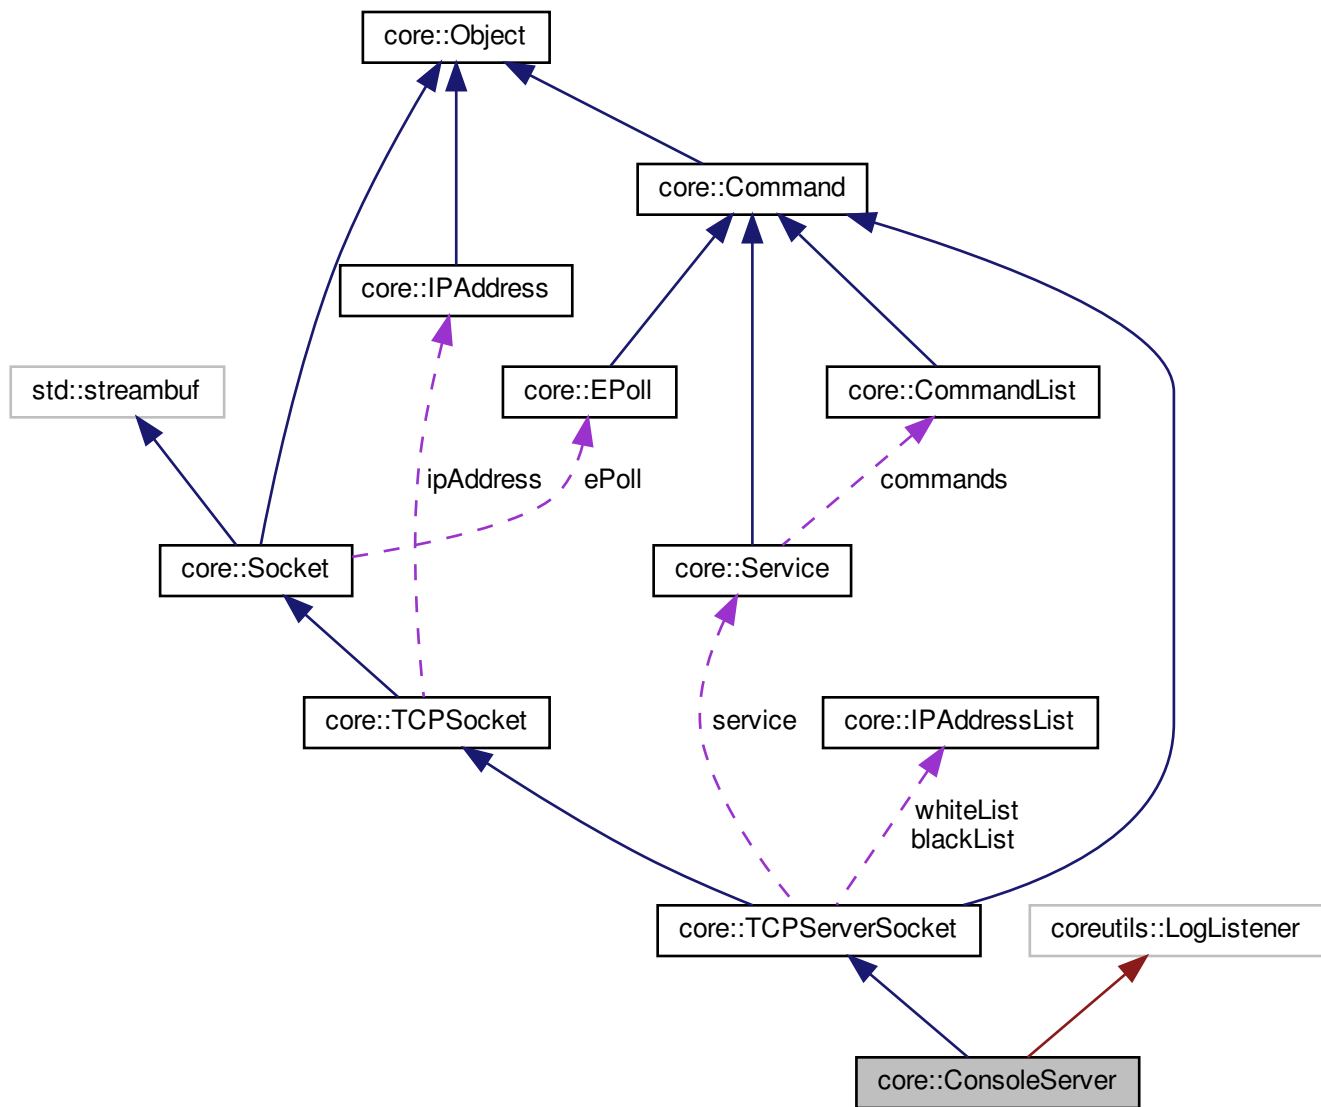 core::Object
core::Command
core::IPAddress
std::streambuf
core::EPoll
core::CommandList
ipAddress
ePoll
commands
core::Socket
core::Service
core::TCPSocket
service
core::IPAddressList
whiteList
blackList
core::TCPServerSocket
coreutils::LogListener
core::ConsoleServer